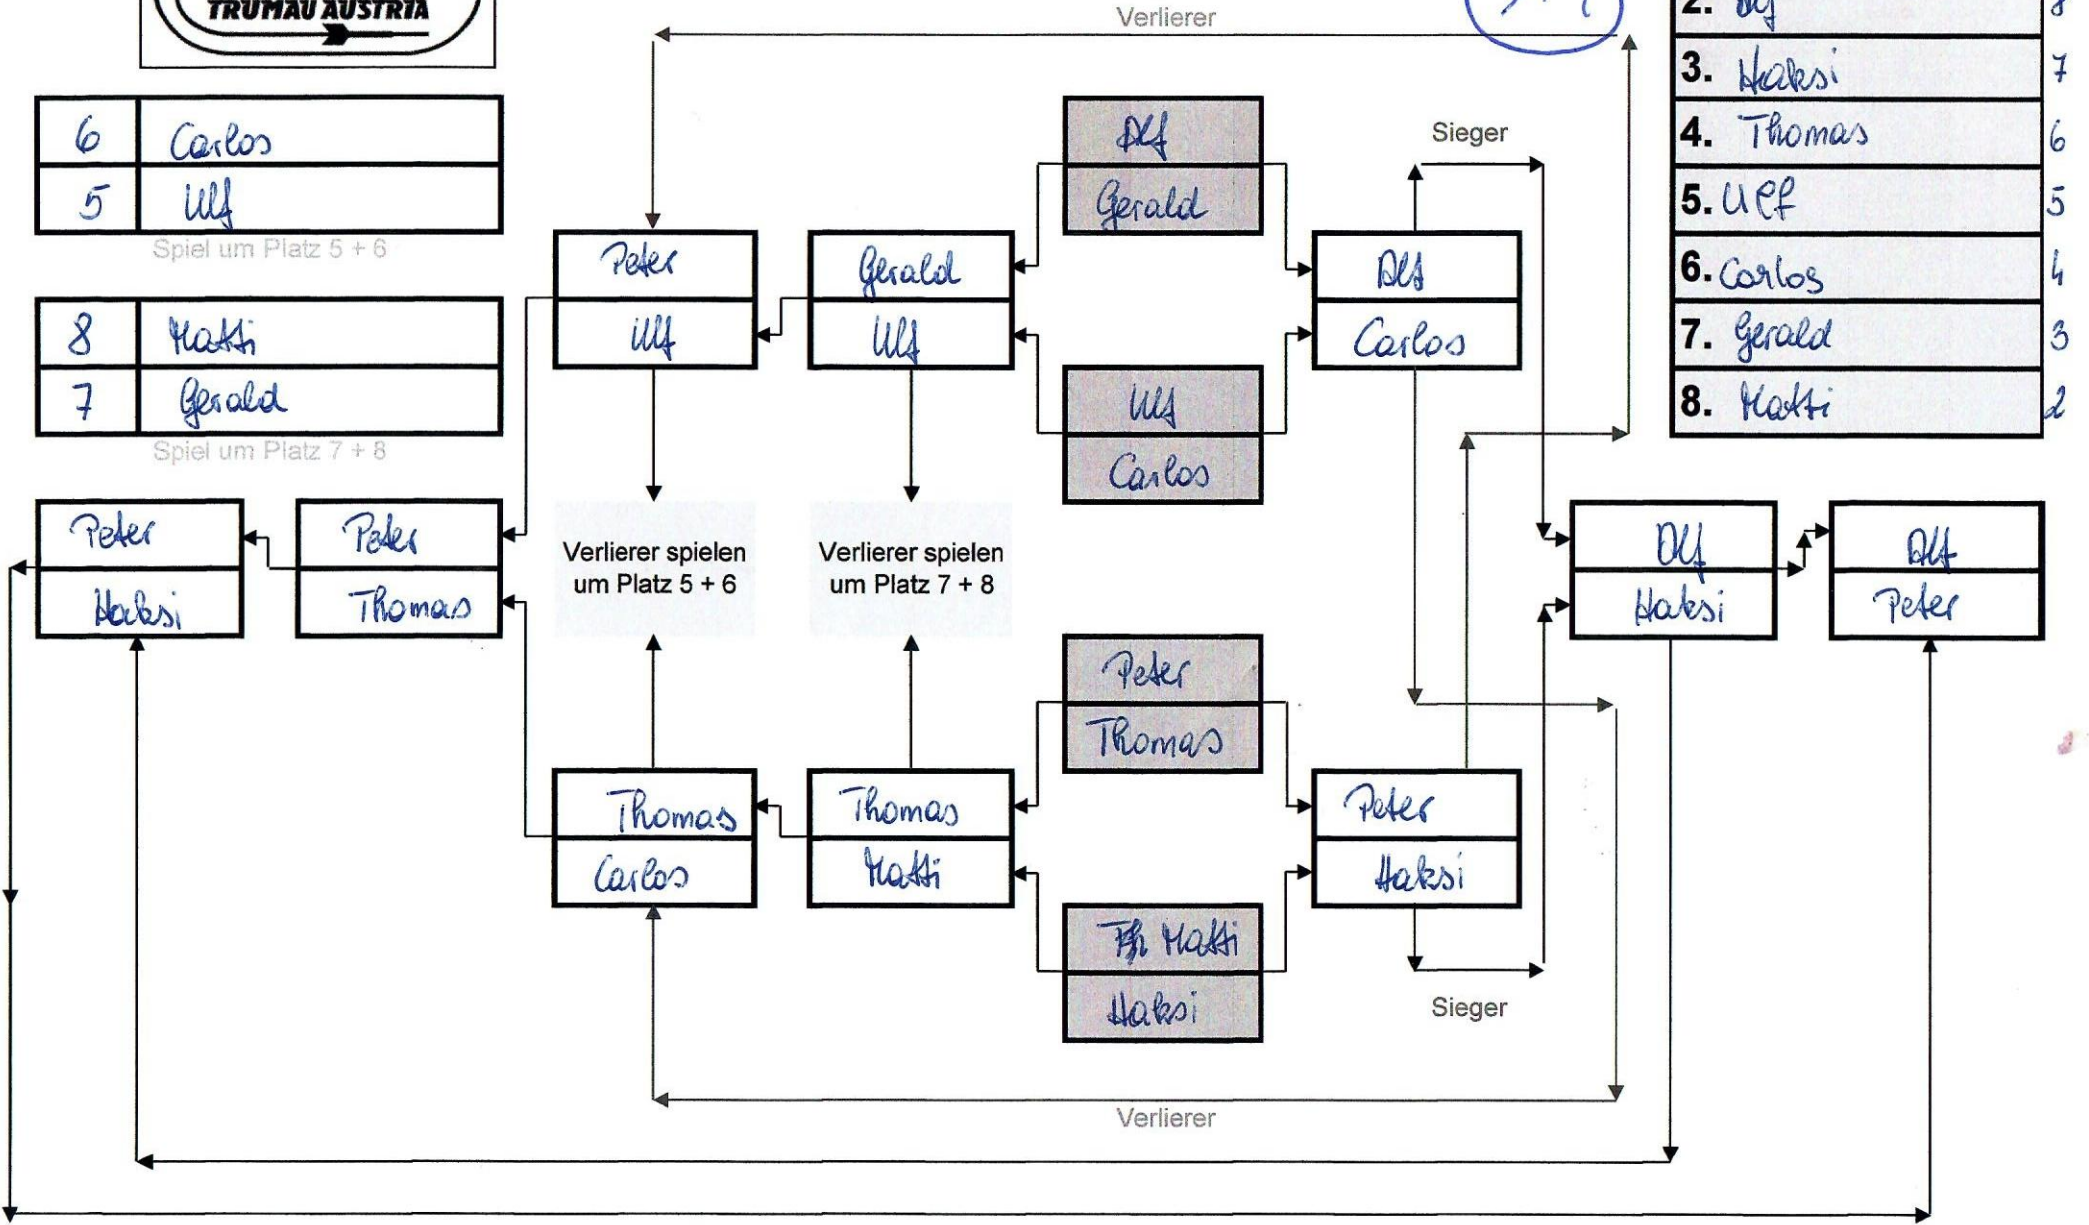 TRUMAU AUSTRIA
Verlierer
2. 8
3. Haksi 7
4. Thomas 6
5. Ulf 5
6. Carlos 4
7. Gerald 3
8. Matti 2
6 Carlos
5 Ulf
Spiel um Platz 5 + 6
8 Matti
7 Gerald
Spiel um Platz 7 + 8
Peter
Ulf
Gerald
Ulf
Alf
Gerald
Ulf
Carlos
Alf
Carlos
Sieger
Peter
Haksi
Peter
Thomas
Verlierer spielen
um Platz 5 + 6
Verlierer spielen
um Platz 7 + 8
Alf
Haksi
Alf
Peter
Peter
Thomas
Matti
Haksi
Thomas
Carlos
Thomas
Matti
Peter
Haksi
Sieger
Verlierer